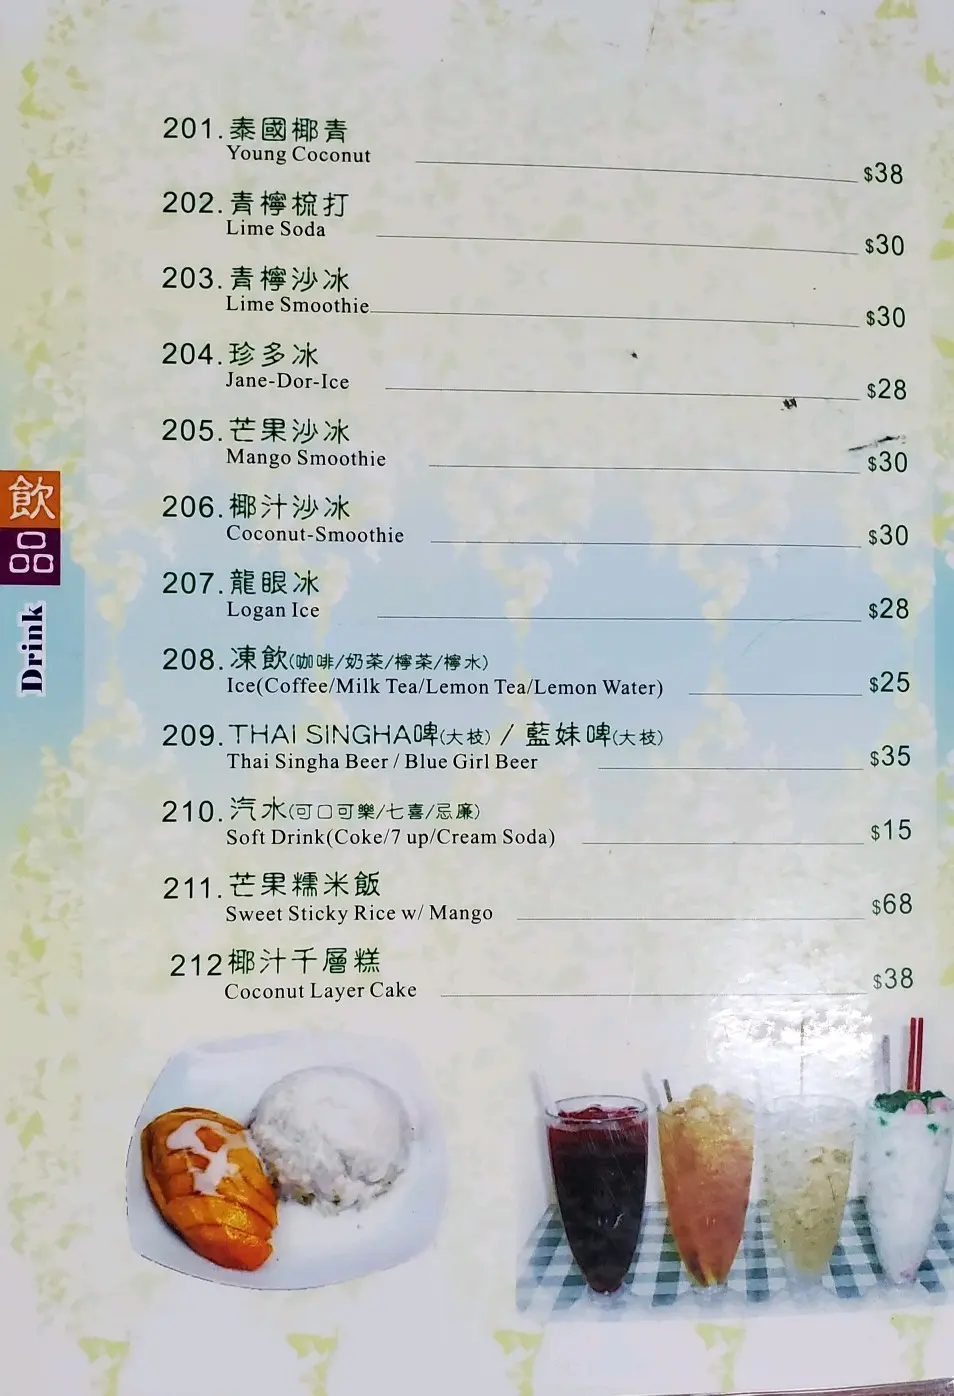 201.泰國椰青
Young Coconut $38
202.青檸梳打
Lime Soda $30
203.青檸沙冰
Lime Smoothie $30
204.珍多冰
Jane-Dor-Ice $28
205.芒果沙冰
Mango Smoothie $30
206.椰汁沙冰
Coconut-Smoothie $30
207.龍眼冰
Logan Ice $28
208.凍飲(咖啡/奶茶/檸茶/檸水)
Ice(Coffee/Milk Tea/Lemon Tea/Lemon Water) $25
209.THAI SINGHA啤(大枝) / 藍妹啤(大枝)
Thai Singha Beer / Blue Girl Beer $35
210.汽水(可口可樂/七喜/忌廉)
Soft Drink(Coke/7 up/Cream Soda) $15
211.芒果糯米飯
Sweet Sticky Rice w/ Mango $68
212椰汁千層糕
Coconut Layer Cake $38
飲
品
Drink